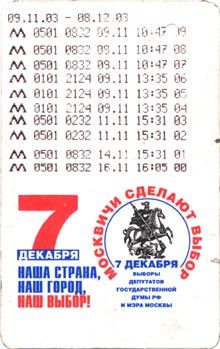 09.11.03 - 08.12.03
М 0501 0832 09.11 10:47 09
М 0501 0832 09.11 10:47 08
М 0501 0832 09.11 10:47 07
М 0101 2124 09.11 13:35 06
М 0101 2124 09.11 13:35 05
М 0101 2124 09.11 13:35 04
М 0501 0232 11.11 15:31 03
М 0501 0232 11.11 15:31 02
М 0501 0832 14.11 15:31 01
М 0501 0832 16.11 16:05 00
7
ДЕКАБРЯ
НАША СТРАНА,
НАШ ГОРОД,
НАШ ВЫБОР!
МОСКВИЧИ СДЕЛАЮТ ВЫБОР
7 ДЕКАБРЯ
ВЫБОРЫ
ДЕПУТАТОВ
ГОСУДАРСТВЕННОЙ
ДУМЫ РФ
И МЭРА МОСКВЫ